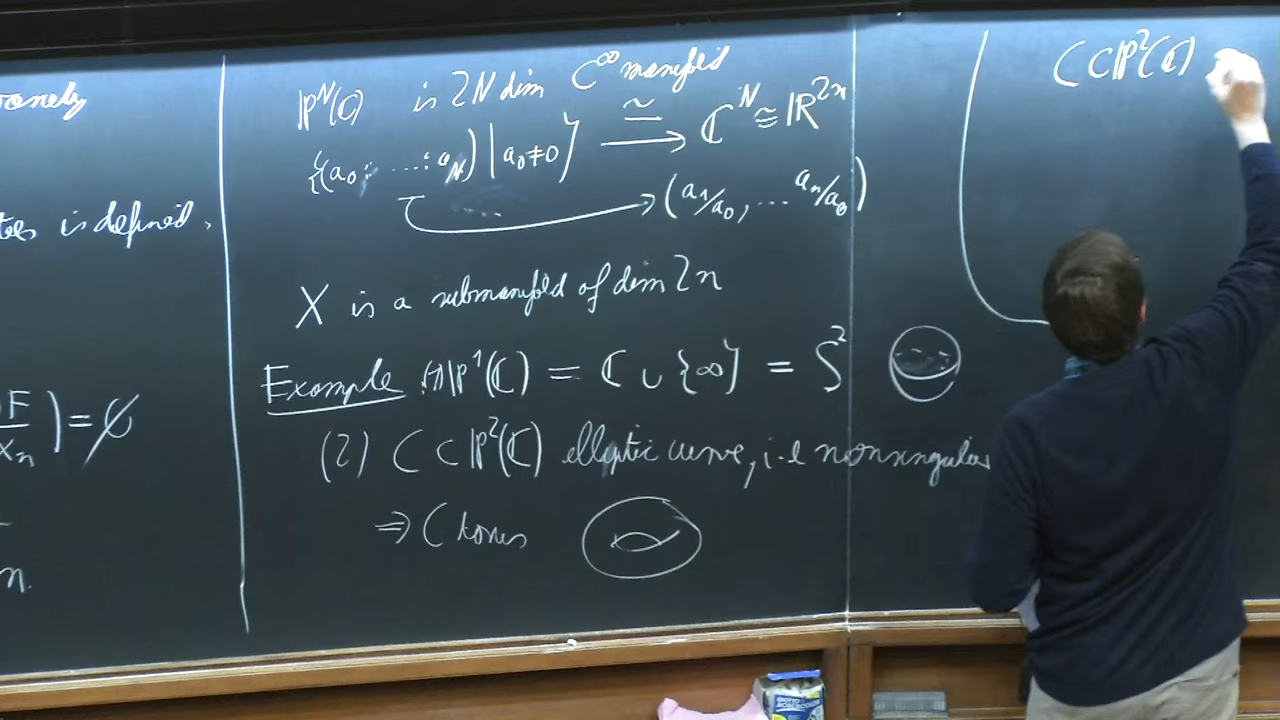 is defined,
F
x_n ) = ∅
n.
P^N(C) is 2N dim C^∞ manifold
{(a_0 : ... : a_N) | a_0 ≠ 0} ≃→ C^N ≅ R^{2n}
(a_1/a_0, ... a_n/a_0)
X is a submanifold of dim 2n
Example (1) P^1(C) = C ∪ {∞} = S^2
(2) C ⊂ P^2(C) elliptic curve, i.e nonsingular
⇒ C torus
C ⊂ P^2(C)